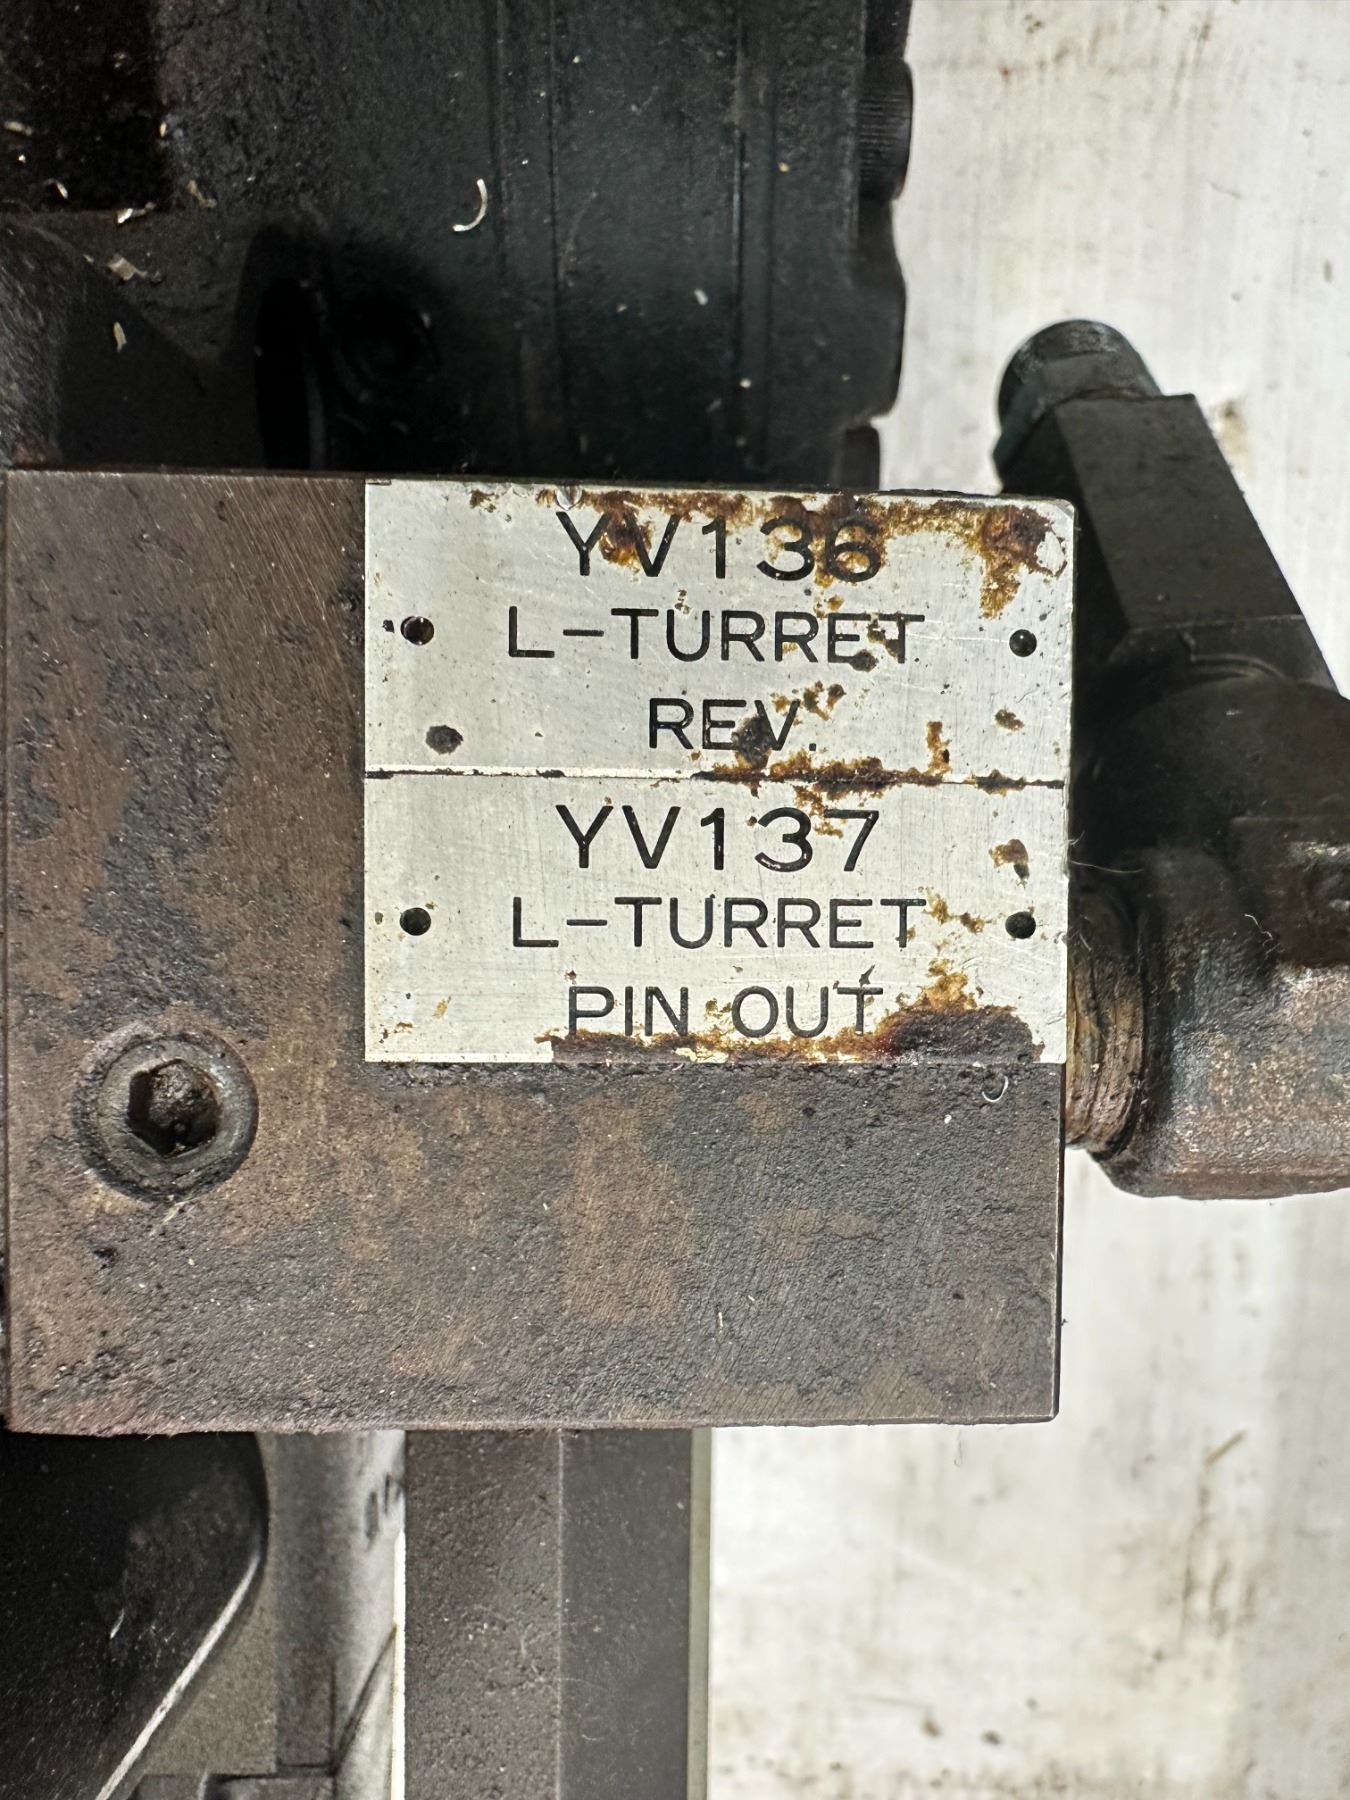 YV136
L-TURRET
REV.
YV137
L-TURRET
PIN OUT